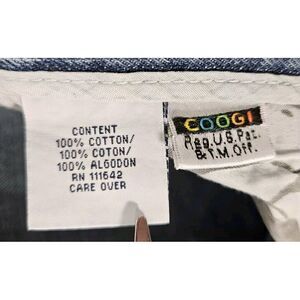 CONTENT
100% COTTON/
100% COTON/
100% ALGODON
RN 111642
CARE OVER
COOGI
Reg.U.S.Pat.
& T.M.Off.